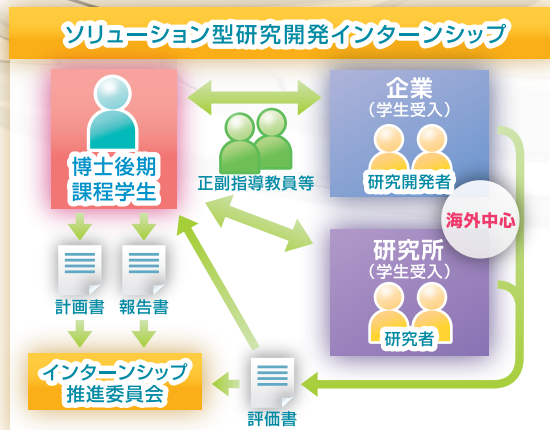 ソリューション型研究開発インターンシップ
博士後期
課程学生
正副指導教員等
企業
（学生受入）
研究開発者
海外中心
研究所
（学生受入）
研究者
計画書
報告書
インターンシップ
推進委員会
評価書